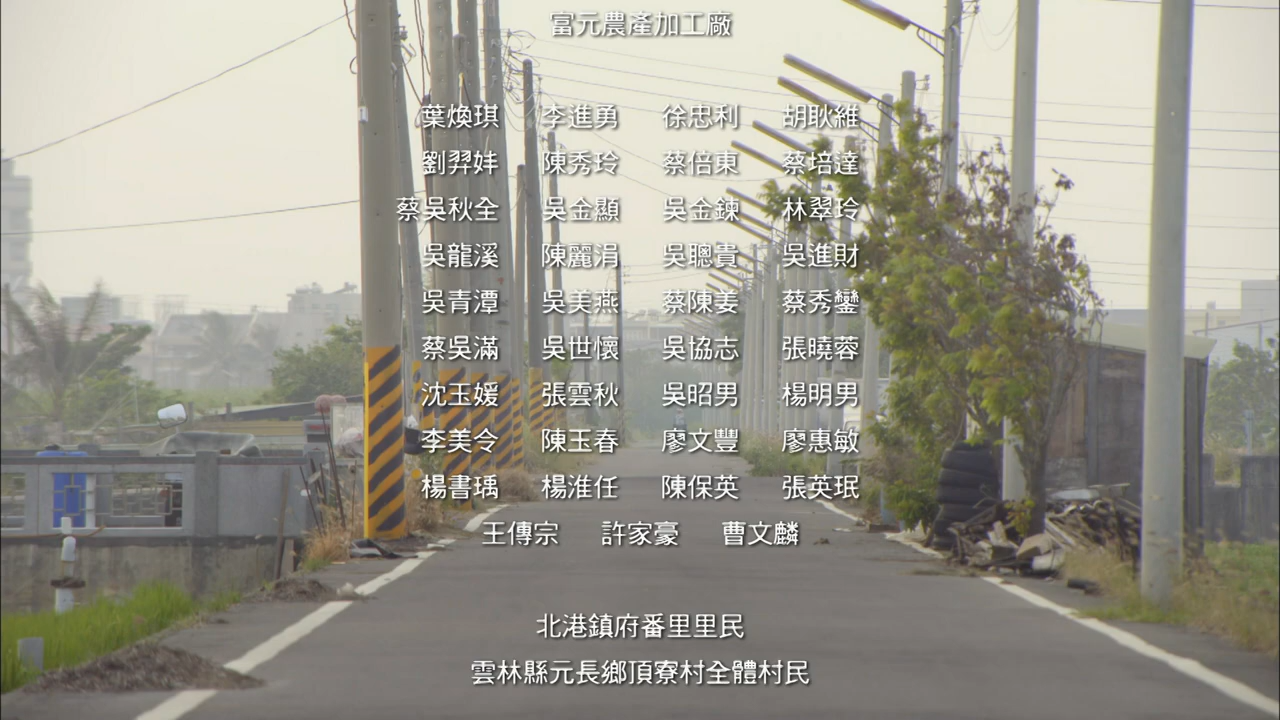 富元農產加工廠
葉煥琪 李進勇 徐忠利 胡耿維
劉羿妦 陳秀玲 蔡倍東 蔡培達
蔡吳秋全 吳金顯 吳金鍊 林翠玲
吳龍溪 陳麗涓 吳聰貴 吳進財
吳青潭 吳美燕 蔡陳姜 蔡秀鑾
蔡吳滿 吳世懷 吳協志 張曉蓉
沈玉媛 張雲秋 吳昭男 楊明男
李美令 陳玉春 廖文豐 廖惠敏
楊書瑀 楊淮任 陳保英 張英珉
王傳宗 許家豪 曹文麟
北港鎮府番里里民
雲林縣元長鄉頂寮村全體村民